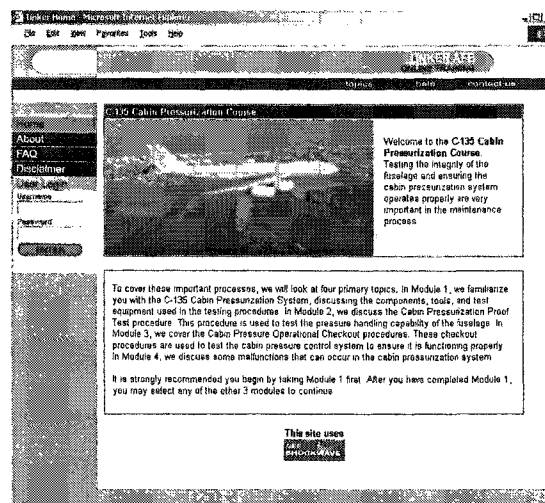 Tinker Home - Microsoft Internet Explorer
File Edit View Favorites Tools Help
TINKER AFB
ONLINE TRAINING
topics help contact us
Home
About
FAQ
Disclaimer
User Login
Username
Password
C-135 Cabin Pressurization Course
Welcome to the C-135 Cabin
Pressurization Course.
Testing the integrity of the
fuselage and ensuring the
cabin pressurization system
operates properly are very
important in the maintenance
process.
To cover these important processes, we will look at four primary topics. In Module 1, we familiarize
you with the C-135 Cabin Pressurization System, discussing the components, tools, and test
equipment used in the testing procedures. In Module 2, we discuss the Cabin Pressurization Proof
Test procedure. This procedure is used to test the pressure handling capability of the fuselage. In
Module 3, we cover the Cabin Pressure Operational Checkout procedures. These checkout
procedures are used to test the cabin pressure control system to ensure it is functioning properly.
In Module 4, we discuss some malfunctions that can occur in the cabin pressurization system.
It is strongly recommended you begin by taking Module 1 first. After you have completed Module 1,
you may select any of the other 3 modules to continue.
This site uses
GET
SHOCKWAVE